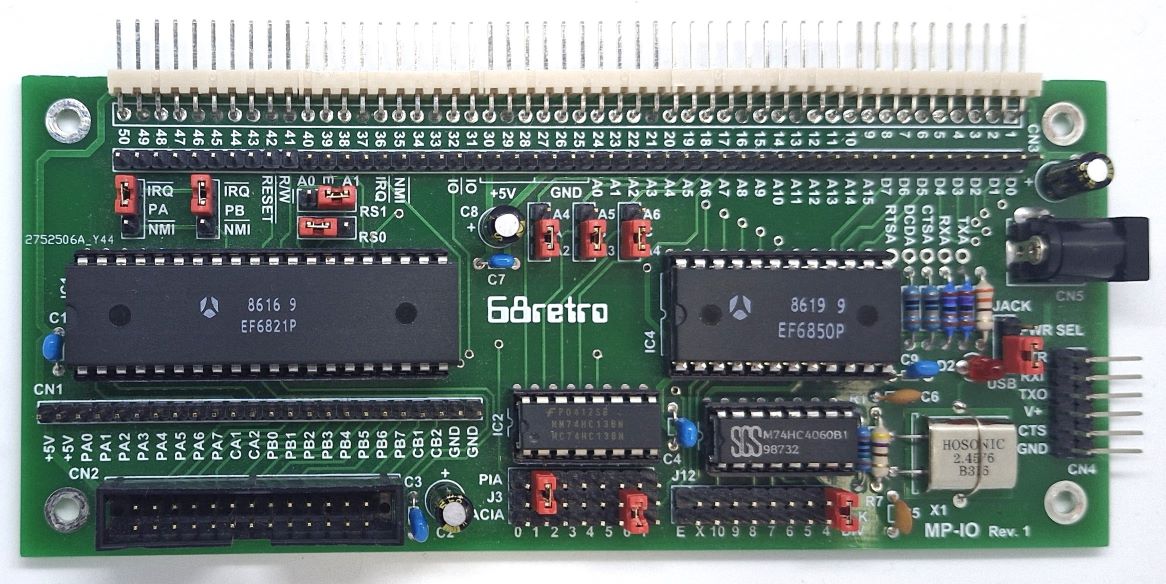 50 49 48 47 46 45 44 43 42 41 40 39 38 37 36 35 34 33 32 31 30 29 28 27 26 25 24 23 22 21 20 19 18 17 16 15 14 13 12 11 10 9 8 7 6 5 4 3 2 1
CN3
IRQ
PA
NMI
IRQ
PB
NMI
RESET
R/W
A0 E A1
RS1
RS0
IRQ
NMI
IO
IO
+5V
GND
A0 A1 A2 A3 A4 A5 A6 A7 A8 A9 A10 A11 A12 A13 A14 A15 D7 D6 D5 D4 D3 D2 D1 D0
RTSA
DCDA
CTSA
RXA
TXA
C8
+
C7
A4 A5 A6
A2 A4
+
CN5
2752506A_Y44
8616 9
EF6821P
68retro
IC4
8619 9
EF6850P
JACK
PWR SEL
USB
C1
CN1
C9
D2
C6
RXI
TXO
V+
CTS
GND
CN4
+5V +5V PA0 PA1 PA2 PA3 PA4 PA5 PA6 PA7 CA1 CA2 PB0 PB1 PB2 PB3 PB4 PB5 PB6 PB7 CB1 CB2 GND GND
IC2
P0412SB
MM74HC138N
MC74HC138N
C4
SGS M74HC4060B1
98732
HOSONIC
2.4576
B316
X1
CN2
C3
+
C2
PIA
J3
ACIA
0 1 2 3 4 5 6
J12
E X 10 9 8 7 6 5 4
R7
MP-IO Rev. 1